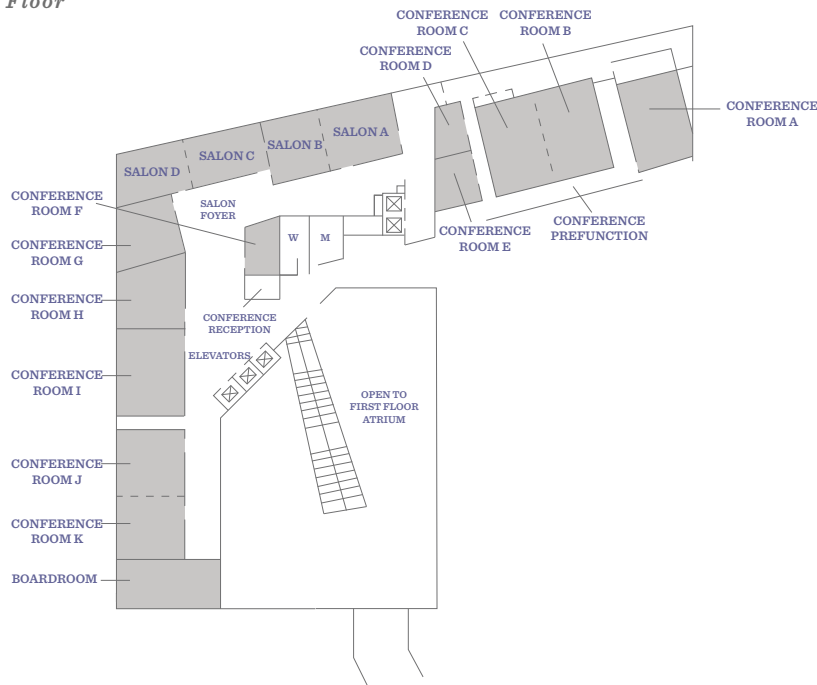 Floor
CONFERENCE
ROOM C
CONFERENCE
ROOM B
CONFERENCE
ROOM D
CONFERENCE
ROOM A
SALON A
SALON B
SALON C
SALON D
CONFERENCE
ROOM F
SALON
FOYER
W
M
CONFERENCE
ROOM E
CONFERENCE
PREFUNCTION
CONFERENCE
ROOM G
CONFERENCE
ROOM H
CONFERENCE
RECEPTION
ELEVATORS
CONFERENCE
ROOM I
OPEN TO
FIRST FLOOR
ATRIUM
CONFERENCE
ROOM J
CONFERENCE
ROOM K
BOARDROOM